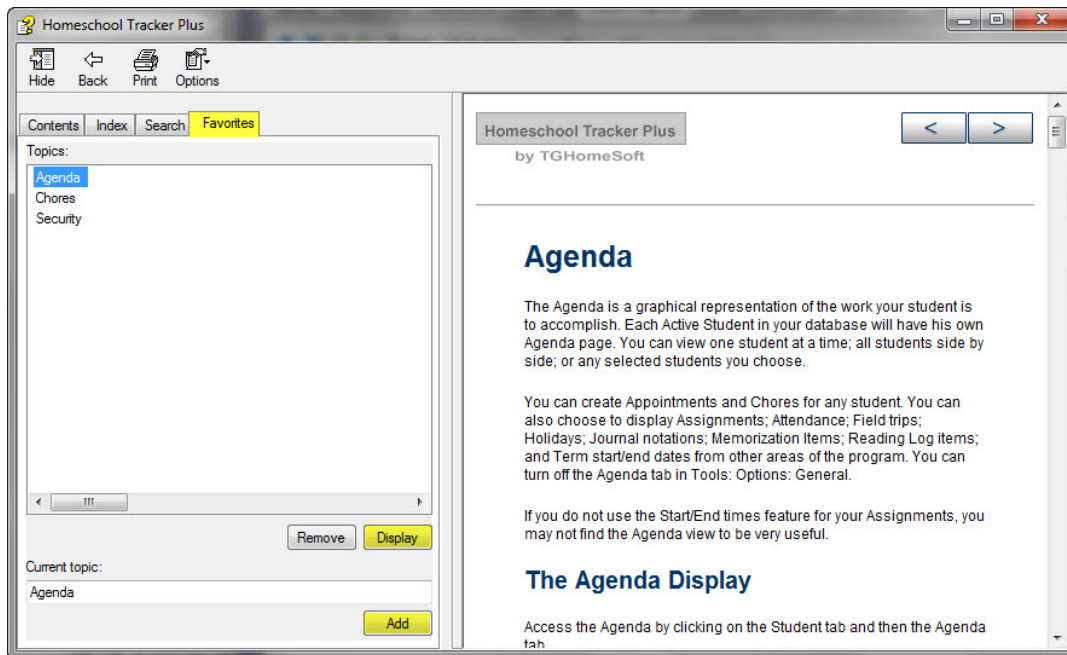 Homeschool Tracker Plus
Hide Back Print Options
Contents Index Search Favorites
Topics:
Agenda
Chores
Security
Remove Display
Current topic:
Agenda
Add
Homeschool Tracker Plus
by TGHomeSoft
< >
Agenda
The Agenda is a graphical representation of the work your student is
to accomplish. Each Active Student in your database will have his own
Agenda page. You can view one student at a time; all students side by
side; or any selected students you choose.
You can create Appointments and Chores for any student. You can
also choose to display Assignments; Attendance; Field trips;
Holidays; Journal notations; Memorization Items; Reading Log items;
and Term start/end dates from other areas of the program. You can
turn off the Agenda tab in Tools: Options: General.
If you do not use the Start/End times feature for your Assignments, you
may not find the Agenda view to be very useful.
The Agenda Display
Access the Agenda by clicking on the Student tab and then the Agenda
tab